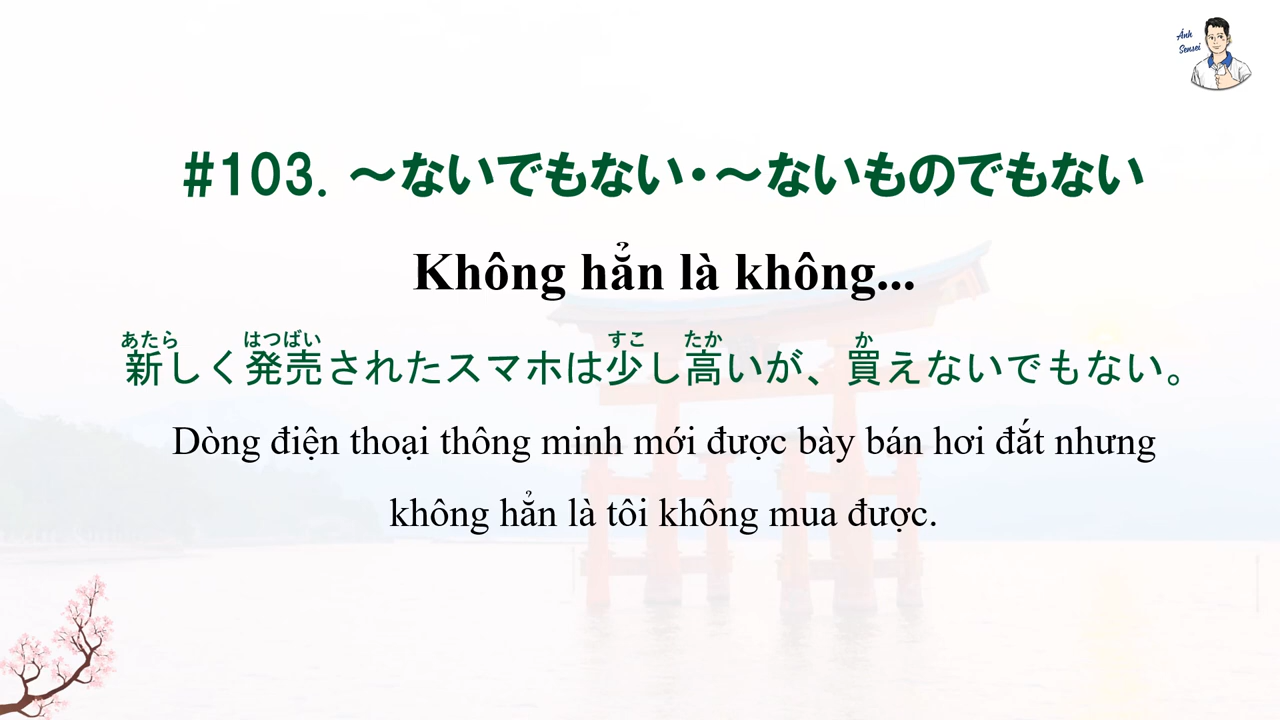 Ánh
Sensei
#103. ～ないでもない・～ないものでもない
Không hẳn là không...
あたら はつばい すこ たか か
新しく発売されたスマホは少し高いが、買えないでもない。
Dòng điện thoại thông minh mới được bày bán hơi đắt nhưng
không hẳn là tôi không mua được.